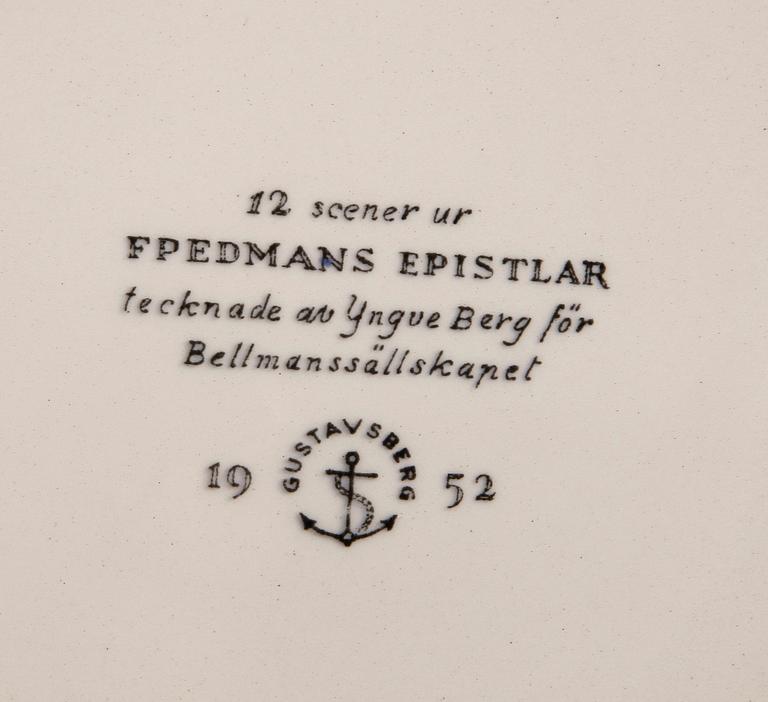 12 scener ur
FPEDMANS EPISTLAR
tecknade av Yngve Berg för
Bellmanssällskapet
GUSTAVSBERG
19 52